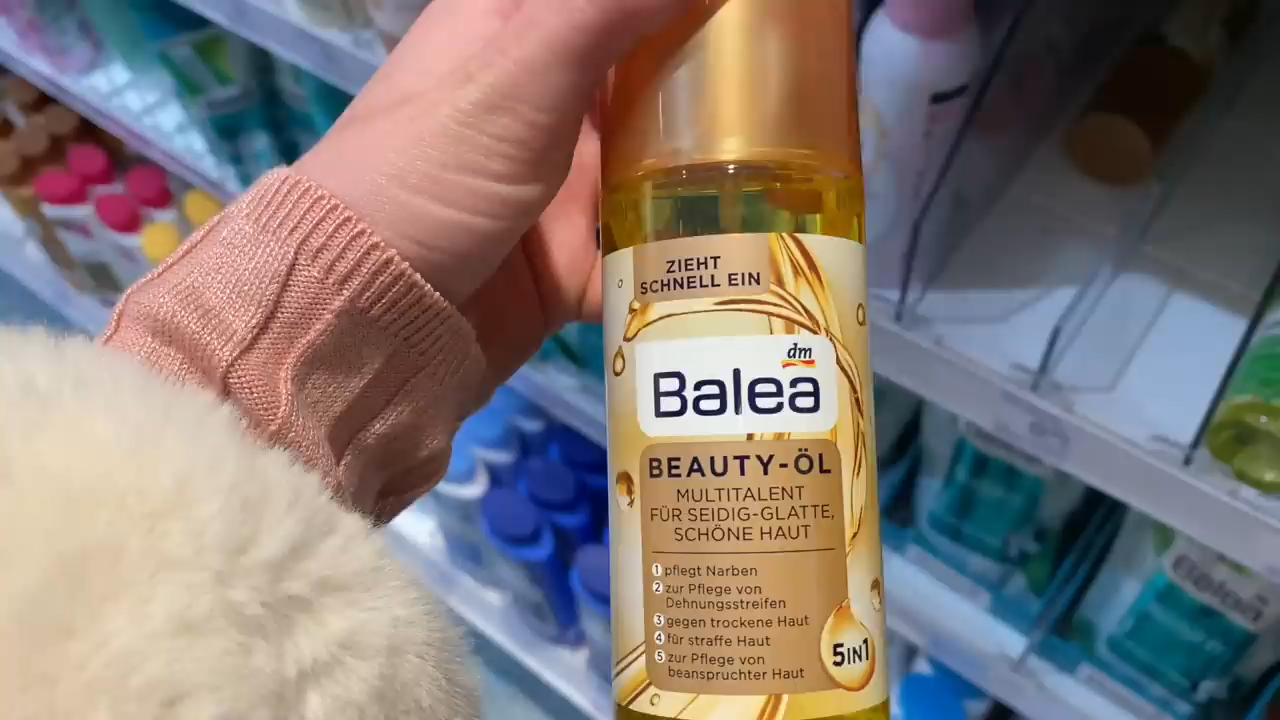 ZIEHT
SCHNELL EIN
dm
Balea
BEAUTY-ÖL
MULTITALENT
FÜR SEIDIG-GLATTE,
SCHÖNE HAUT
1 pflegt Narben
2 zur Pflege von
Dehnungsstreifen
3 gegen trockene Haut
4 für straffe Haut
5 zur Pflege von
beanspruchter Haut
5IN1
Balea